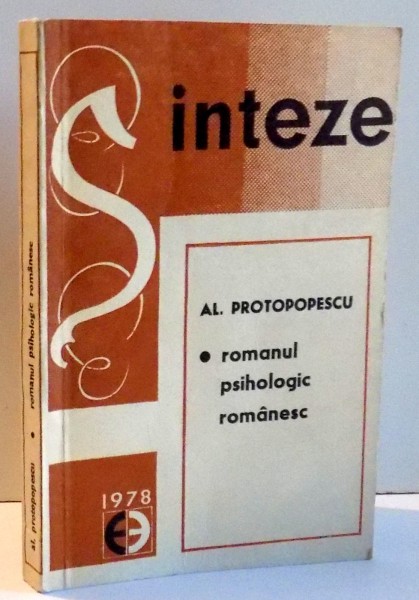 Sinteze
AL. PROTOPOPESCU
• romanul
psihologic
românesc
1978
al. protopopescu • romanul psihologic românesc